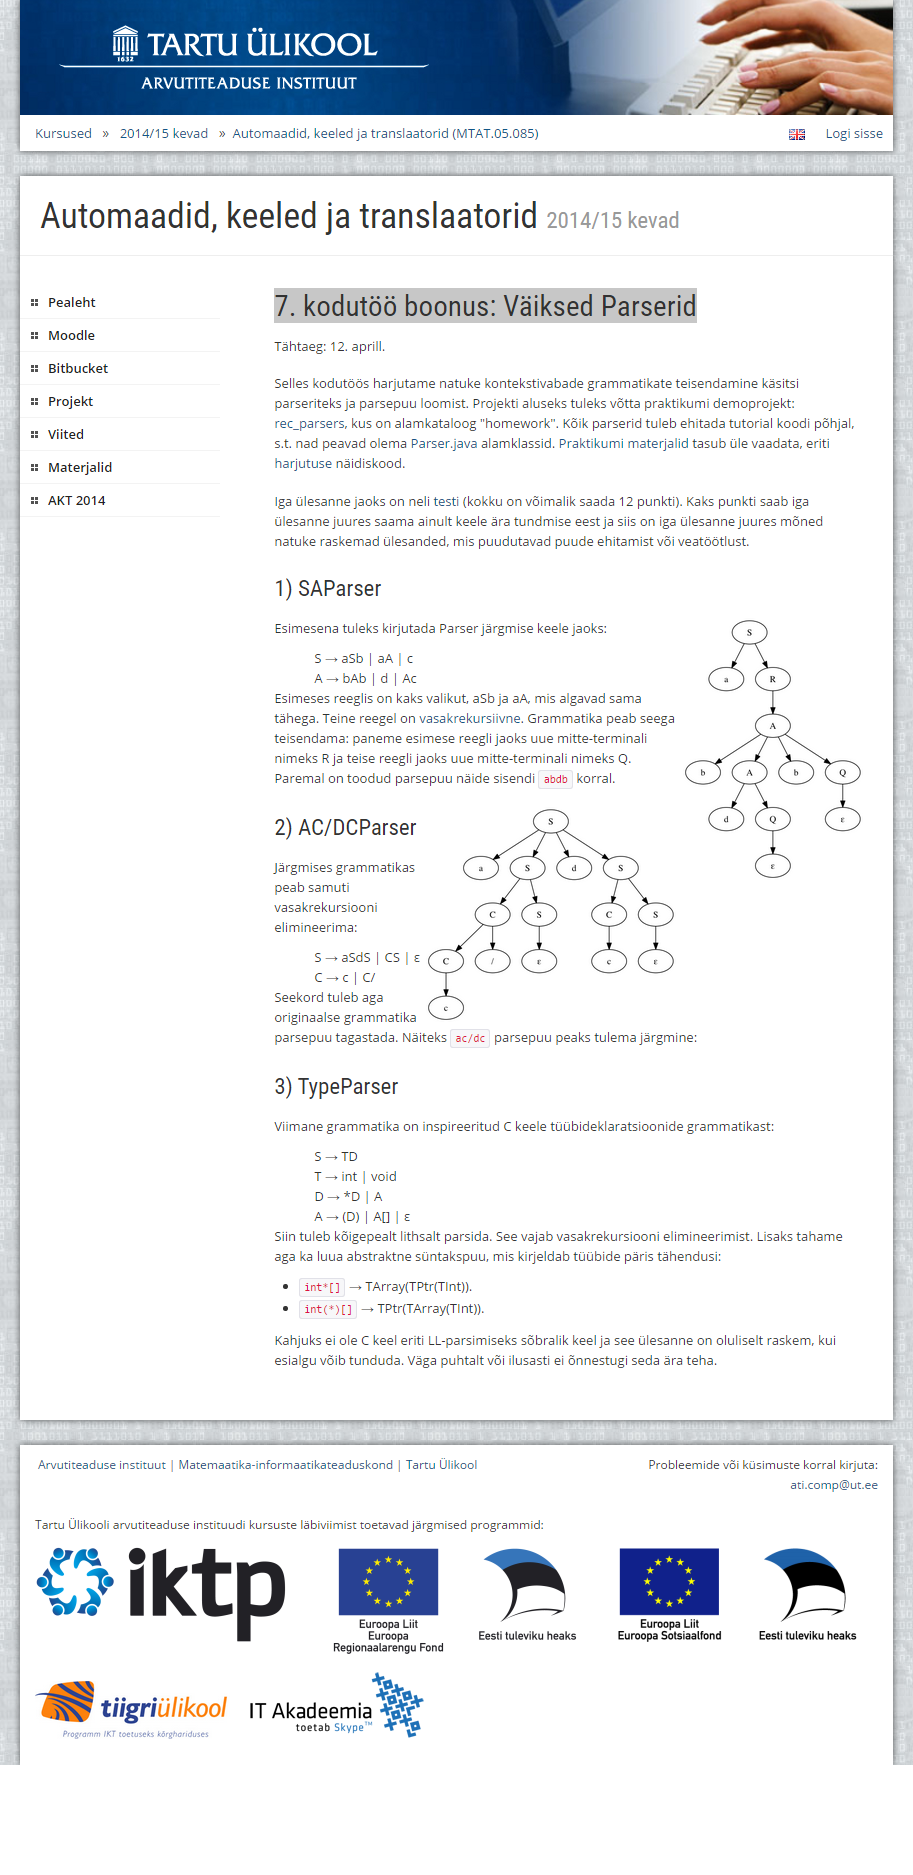 TARTU ÜLIKOOL
1632
ARVUTITEADUSE INSTITUUT
Kursused » 2014/15 kevad » Automaadid, keeled ja translaatorid (MTAT.05.085) Logi sisse
Automaadid, keeled ja translaatorid 2014/15 kevad
Pealeht
Moodle
Bitbucket
Projekt
Viited
Materjalid
AKT 2014
7. kodutöö boonus: Väiksed Parserid
Tähtaeg: 12. aprill.
Selles kodutöös harjutame natuke kontekstivabade grammatikate teisendamine käsitsi
parseriteks ja parsepuu loomist. Projekti aluseks tuleks võtta praktikumi demoprojekt:
rec_parsers, kus on alamkataloog "homework". Kõik parserid tuleb ehitada tutorial koodi põhjal,
s.t. nad peavad olema Parser.java alamklassid. Praktikumi materjalid tasub üle vaadata, eriti
harjutuse näidiskood.
Iga ülesanne jaoks on neli testi (kokku on võimalik saada 12 punkti). Kaks punkti saab iga
ülesanne juures saama ainult keele ära tundmise eest ja siis on iga ülesanne juures mõned
natuke raskemad ülesanded, mis puudutavad puude ehitamist või veatöötlust.
1) SAParser
Esimesena tuleks kirjutada Parser järgmise keele jaoks:
S → aSb | aA | c
A → bAb | d | Ac
Esimeses reeglis on kaks valikut, aSb ja aA, mis algavad sama
tähega. Teine reegel on vasakrekursiivne. Grammatika peab seega
teisendama: paneme esimese reegli jaoks uue mitte-terminali
nimeks R ja teise reegli jaoks uue mitte-terminali nimeks Q.
Paremal on toodud parsepuu näide sisendi abdb korral.
S
a R
A
b A b Q
d Q ε
ε
2) AC/DCParser
Järgmises grammatikas
peab samuti
vasakrekursiooni
elimineerima:
S → aSdS | CS | ε
C → c | C/
Seekord tuleb aga
originaalse grammatika
parsepuu tagastada. Näiteks ac/dc parsepuu peaks tulema järgmine:
S
a S d S
C S C S
C / ε c ε
c
3) TypeParser
Viimane grammatika on inspireeritud C keele tüübideklaratsioonide grammatikast:
S → TD
T → int | void
D → *D | A
A → (D) | A[] | ε
Siin tuleb kõigepealt lithsalt parsida. See vajab vasakrekursiooni elimineerimist. Lisaks tahame
aga ka luua abstraktne süntakspuu, mis kirjeldab tüübide päris tähendusi:
int*[] → TArray(TPtr(TInt)).
int(*)[] → TPtr(TArray(TInt)).
Kahjuks ei ole C keel eriti LL-parsimiseks sõbralik keel ja see ülesanne on oluliselt raskem, kui
esialgu võib tunduda. Väga puhtalt või ilusasti ei õnnestugi seda ära teha.
Arvutiteaduse instituut | Matemaatika-informaatikateaduskond | Tartu Ülikool
Probleemide või küsimuste korral kirjuta:
ati.comp@ut.ee
Tartu Ülikooli arvutiteaduse instituudi kursuste läbiviimist toetavad järgmised programmid:
iktp
Euroopa Liit
Euroopa
Regionaalarengu Fond
Eesti tuleviku heaks
Euroopa Liit
Euroopa Sotsiaalfond
Eesti tuleviku heaks
tiigriülikool
Programm IKT toetuseks kõrghariduses
IT Akadeemia
toetab Skype™